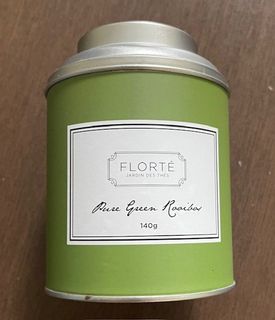 FLORTÉ
JARDIN DES THÉS
Pure Green Rooibos
140g